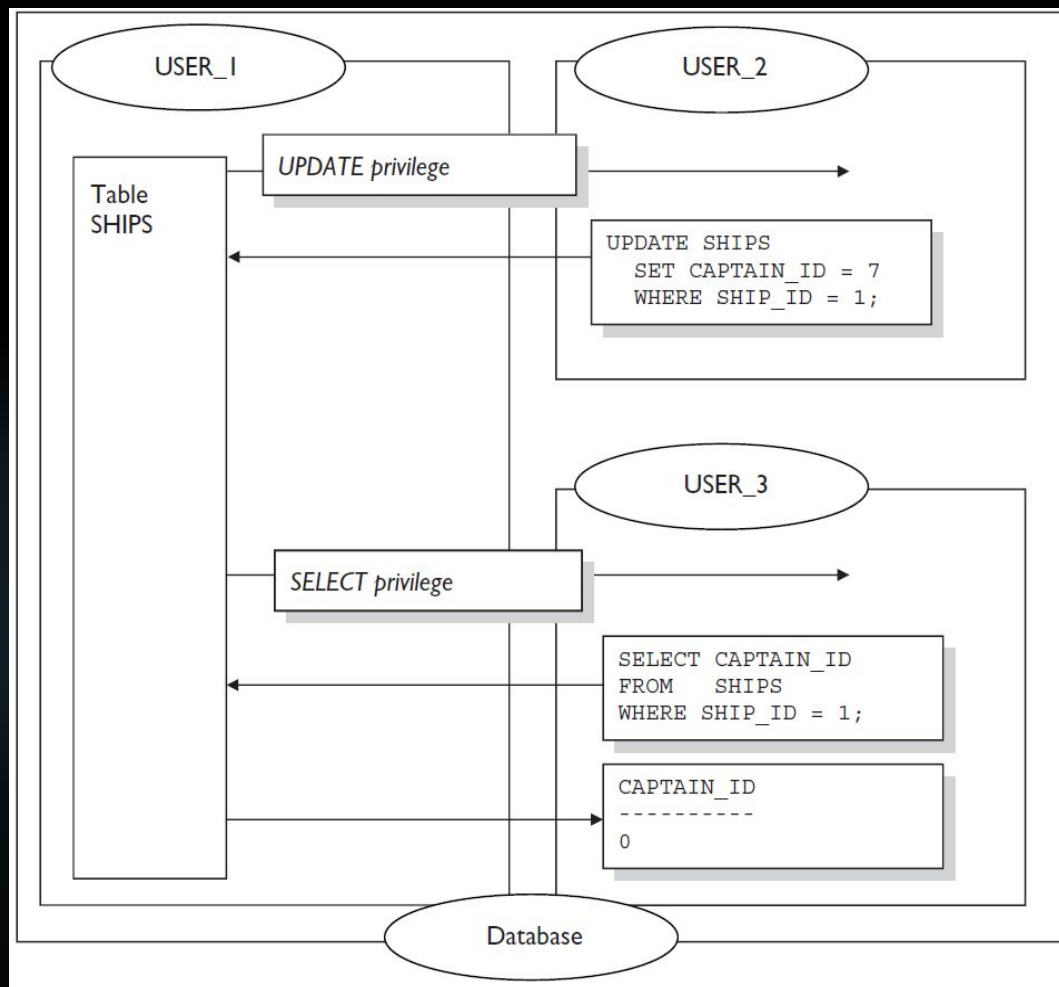 USER_1
USER_2
UPDATE privilege
Table
SHIPS
UPDATE SHIPS
SET CAPTAIN_ID = 7
WHERE SHIP_ID = 1;
USER_3
SELECT privilege
SELECT CAPTAIN_ID
FROM   SHIPS
WHERE SHIP_ID = 1;
CAPTAIN_ID
----------
0
Database